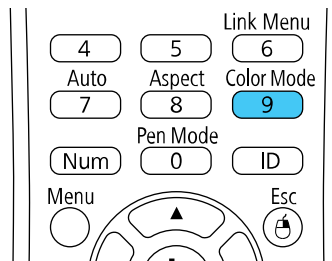 Link Menu
4 5 6
Auto Aspect Color Mode
7 8 9
Pen Mode
Num 0 ID
Menu Esc